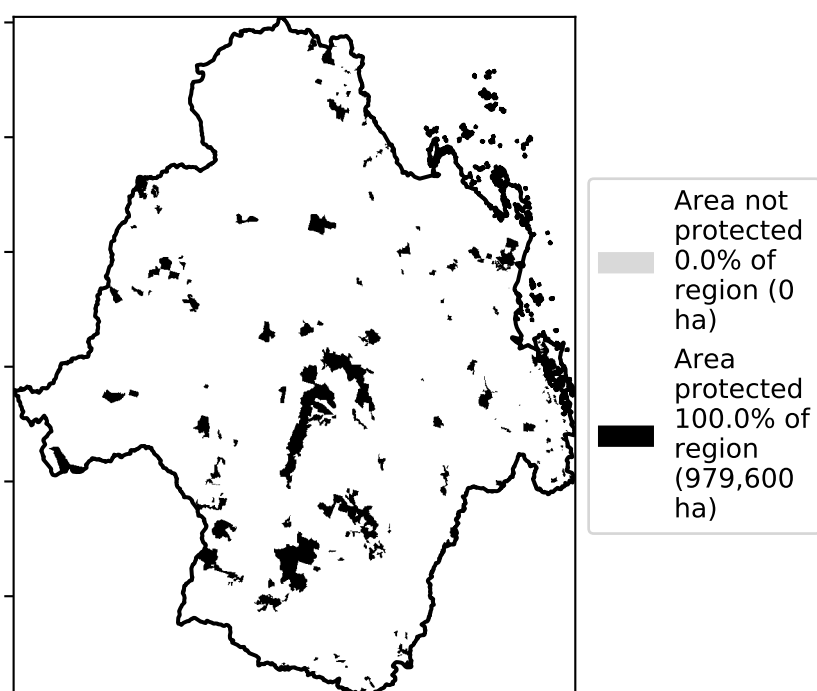 Area not
protected
0.0% of
region (0
ha)
Area
protected
100.0% of
region
(979,600
ha)